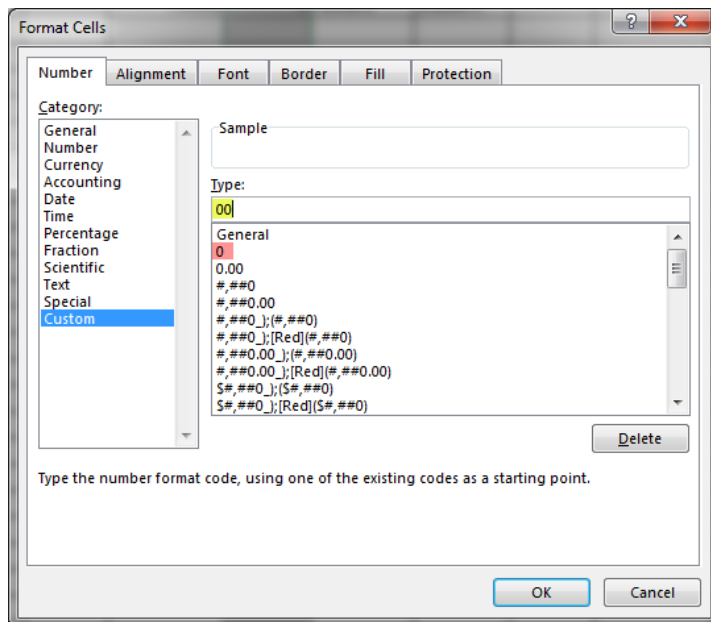 Format Cells
?
X
Number Alignment Font Border Fill Protection
Category:
General
Number
Currency
Accounting
Date
Time
Percentage
Fraction
Scientific
Text
Special
Custom
Sample
Type:
00
General
0
0.00
#,##0
#,##0.00
#,##0_);(#,##0)
#,##0_);[Red](#,##0)
#,##0.00_);(#,##0.00)
#,##0.00_);[Red](#,##0.00)
$#,##0_);($#,##0)
$#,##0_);[Red]($#,##0)
Delete
Type the number format code, using one of the existing codes as a starting point.
OK Cancel